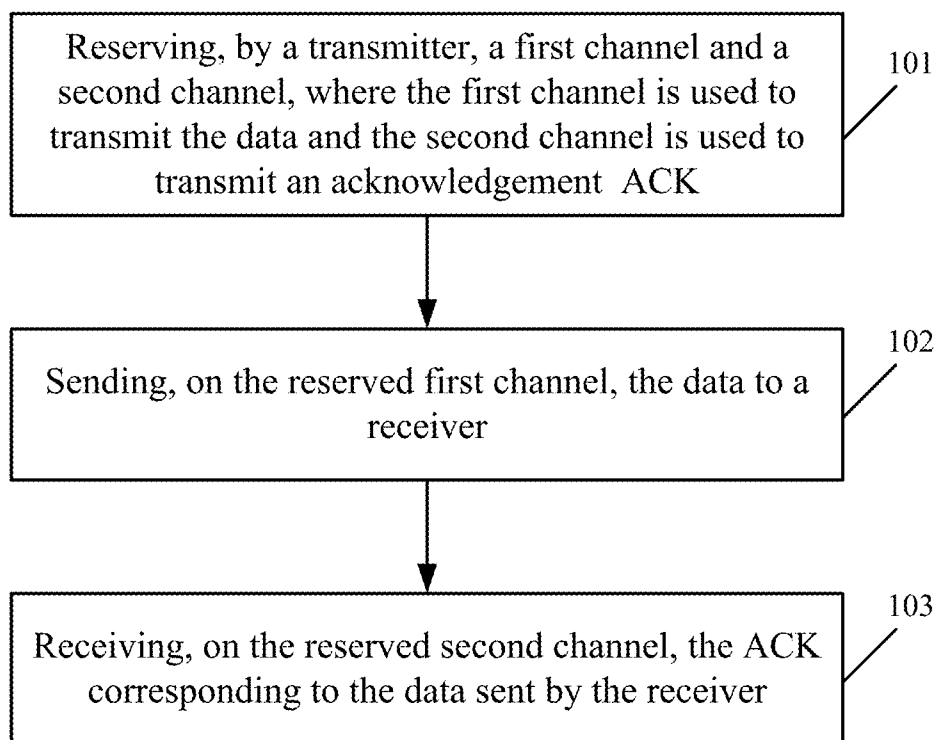 Reserving, by a transmitter, a first channel and a
second channel, where the first channel is used to
transmit the data and the second channel is used to
transmit an acknowledgement ACK
101
Sending, on the reserved first channel, the data to a
receiver
102
Receiving, on the reserved second channel, the ACK
corresponding to the data sent by the receiver
103